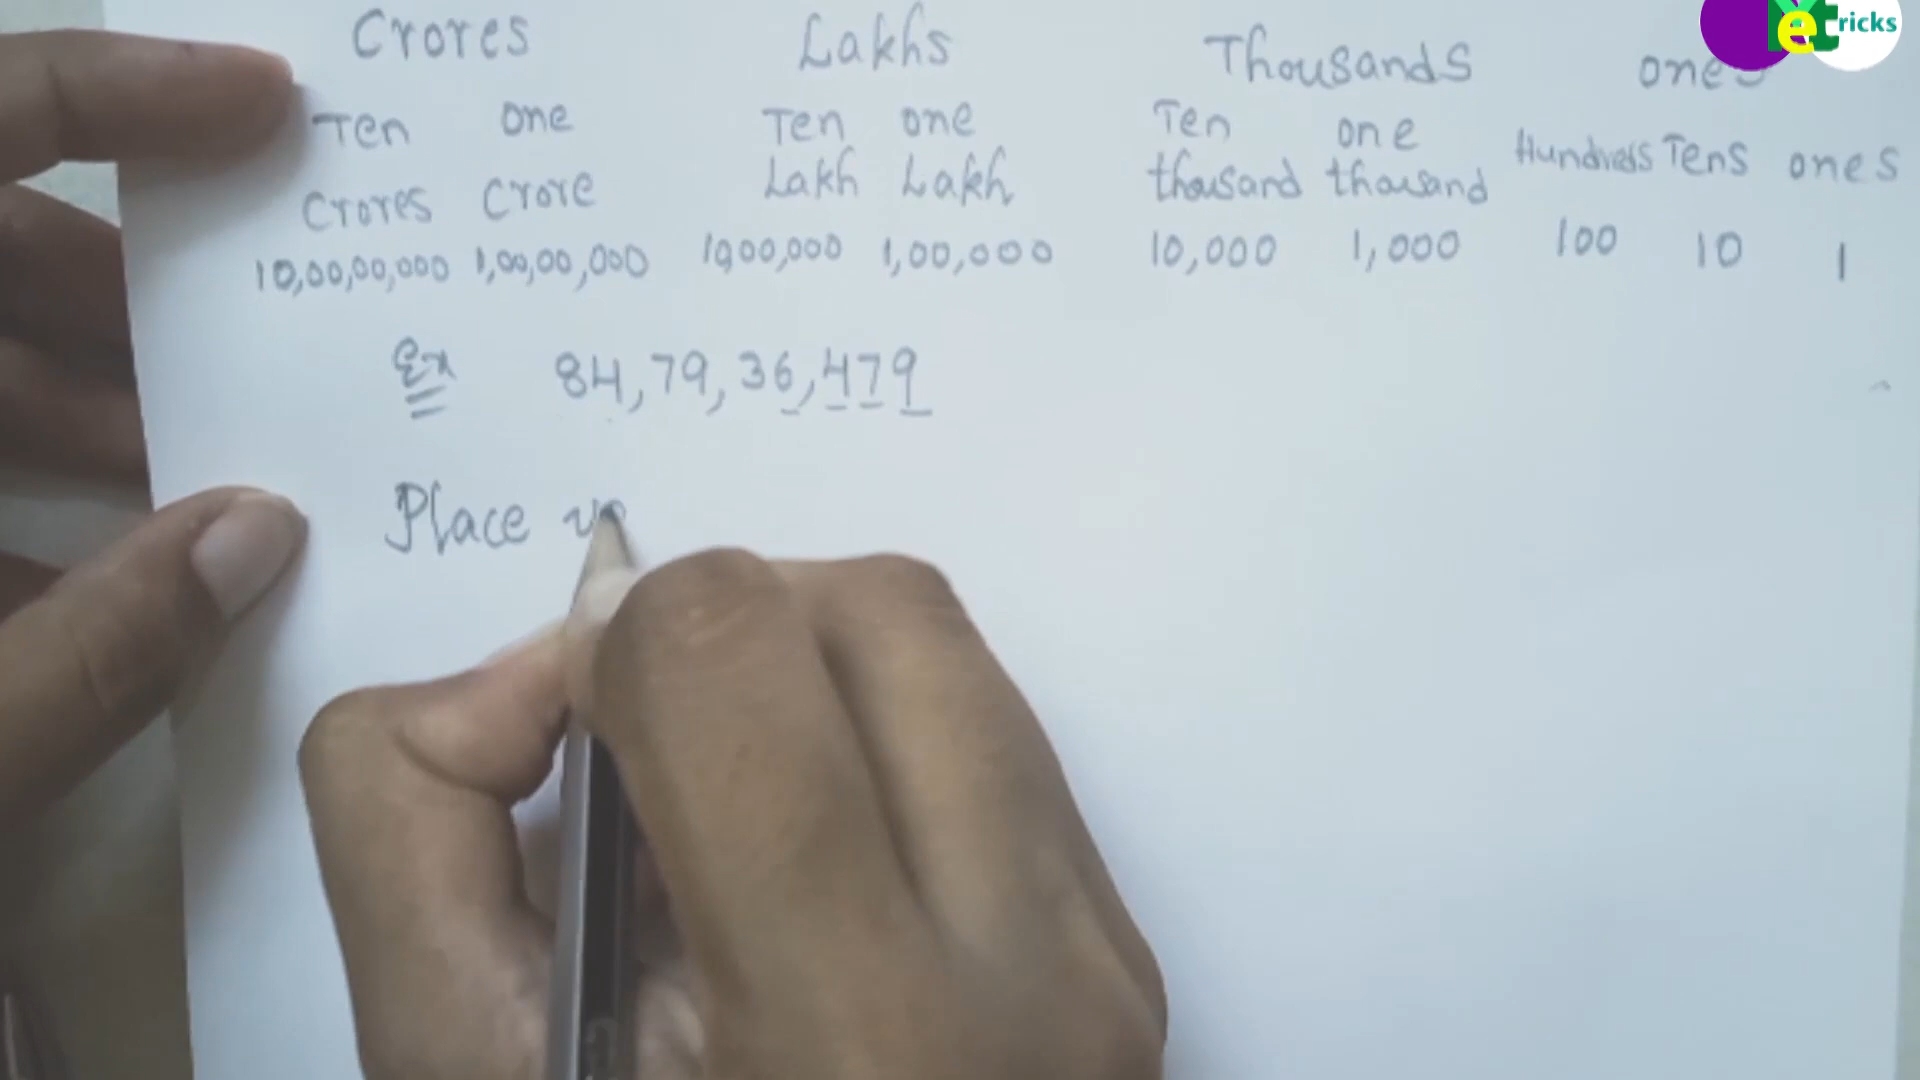 Crores Lakhs Thousands ones
Ten one Ten one Ten one Hundreds Tens ones
Crores Crore Lakh Lakh thousand thousand
10,00,00,000 1,00,00,000 10,00,000 1,00,000 10,000 1,000 100 10 1
Ex 84,79,36,479
Place
Yet
ricks